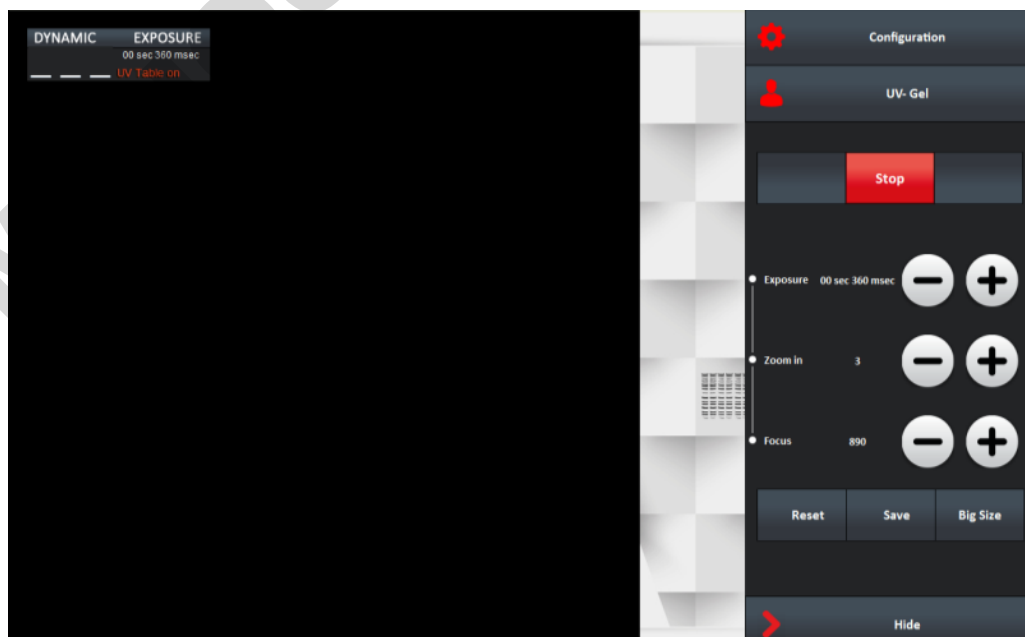 DYNAMIC EXPOSURE
00 sec 360 msec
UV Table on
Configuration
UV- Gel
Stop
Exposure 00 sec 360 msec
Zoom in 3
Focus 890
Reset Save Big Size
Hide